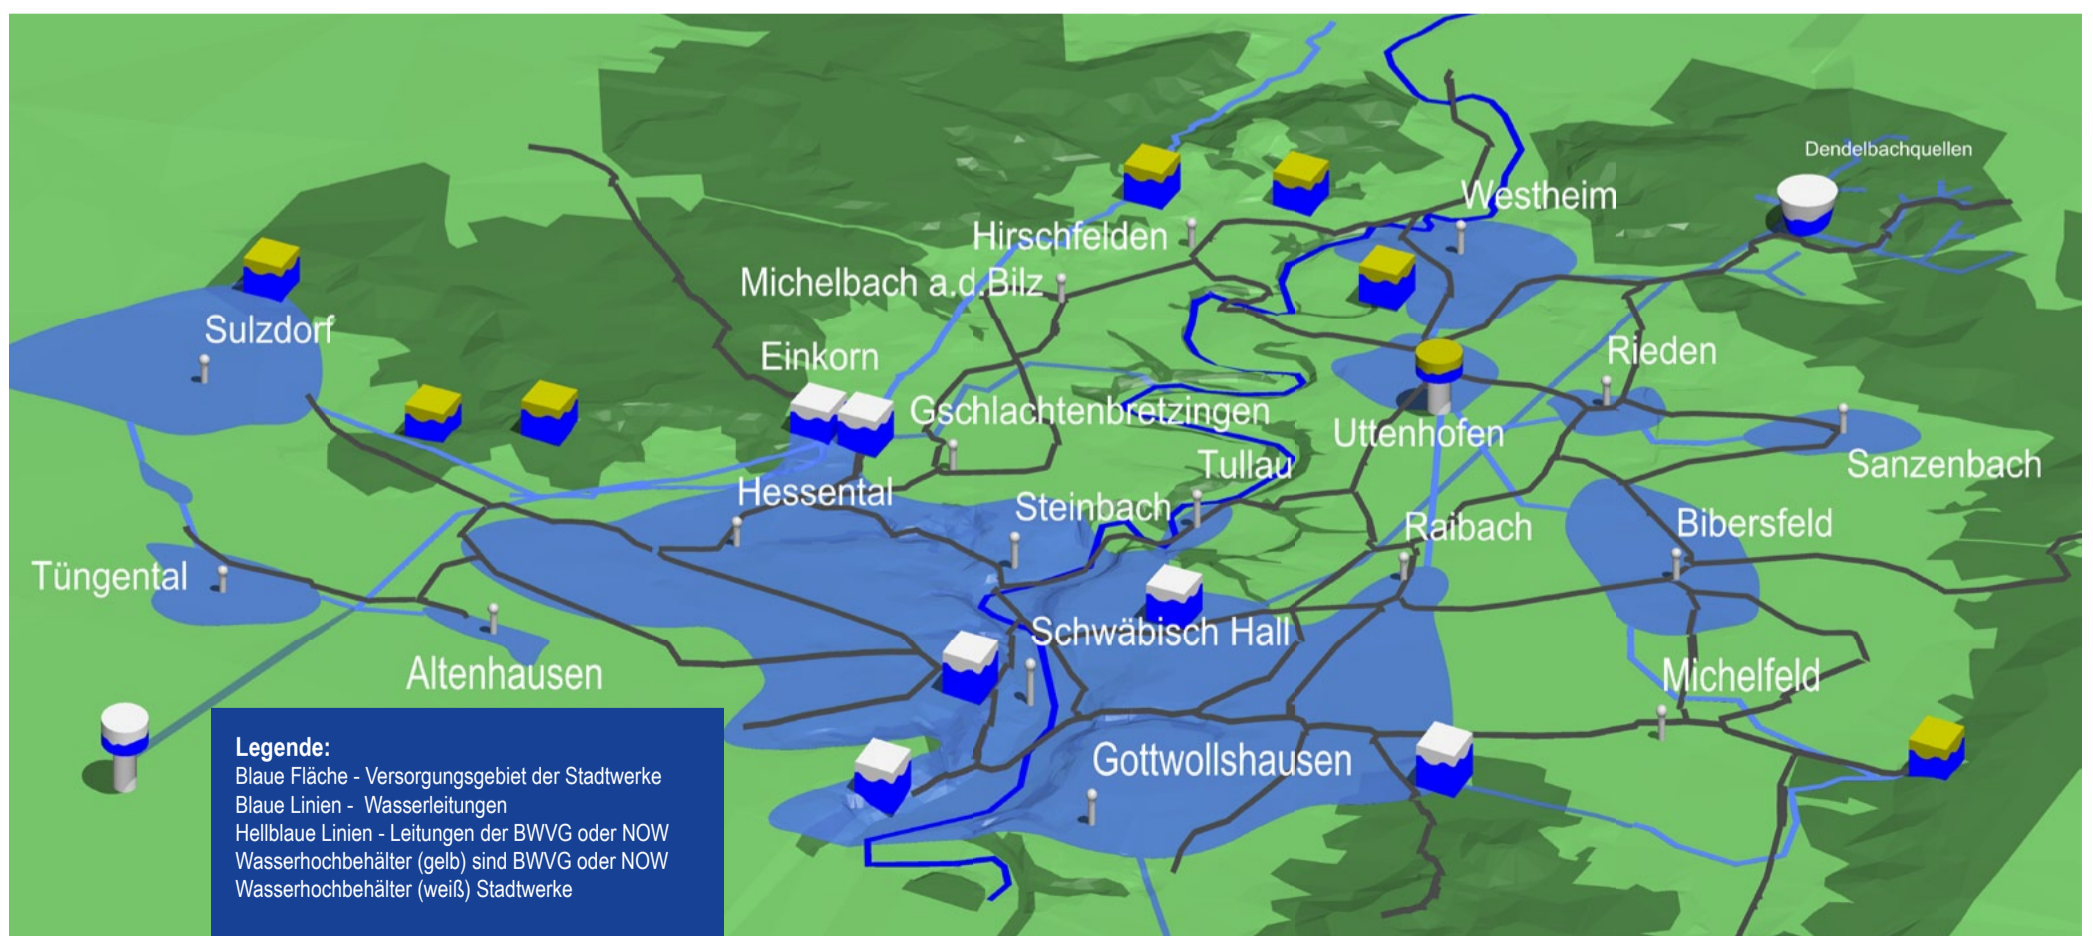 Dendelbachquellen
Westheim
Hirschfelden
Michelbach a.d.Bilz
Sulzdorf
Einkorn
Rieden
Gschlachtenbretzingen
Uttenhofen
Tullau
Sanzenbach
Hessental
Steinbach
Raibach
Bibersfeld
Tüngental
Schwäbisch Hall
Altenhausen
Michelfeld
Gottwollshausen
Legende:
Blaue Fläche - Versorgungsgebiet der Stadtwerke
Blaue Linien - Wasserleitungen
Hellblaue Linien - Leitungen der BWVG oder NOW
Wasserhochbehälter (gelb) sind BWVG oder NOW
Wasserhochbehälter (weiß) Stadtwerke